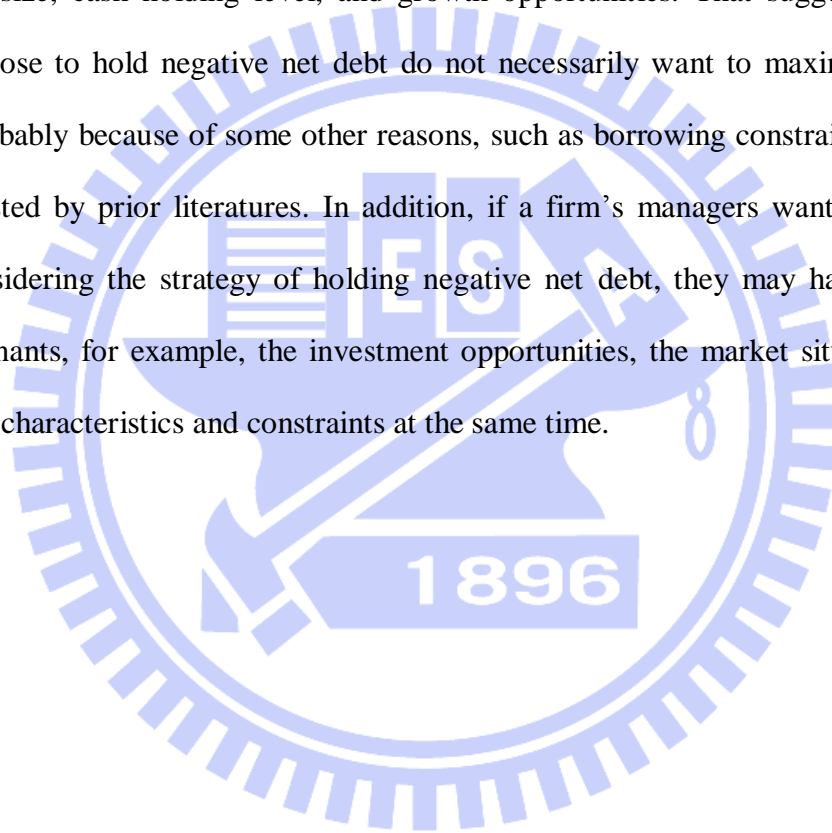 size, cash holding level, and growth opportunities. That sugg
ose to hold negative net debt do not necessarily want to maxin
bably because of some other reasons, such as borrowing constrai
ted by prior literatures. In addition, if a firm's managers want
sidering the strategy of holding negative net debt, they may ha
nants, for example, the investment opportunities, the market sit
characteristics and constraints at the same time.
E S A
1896